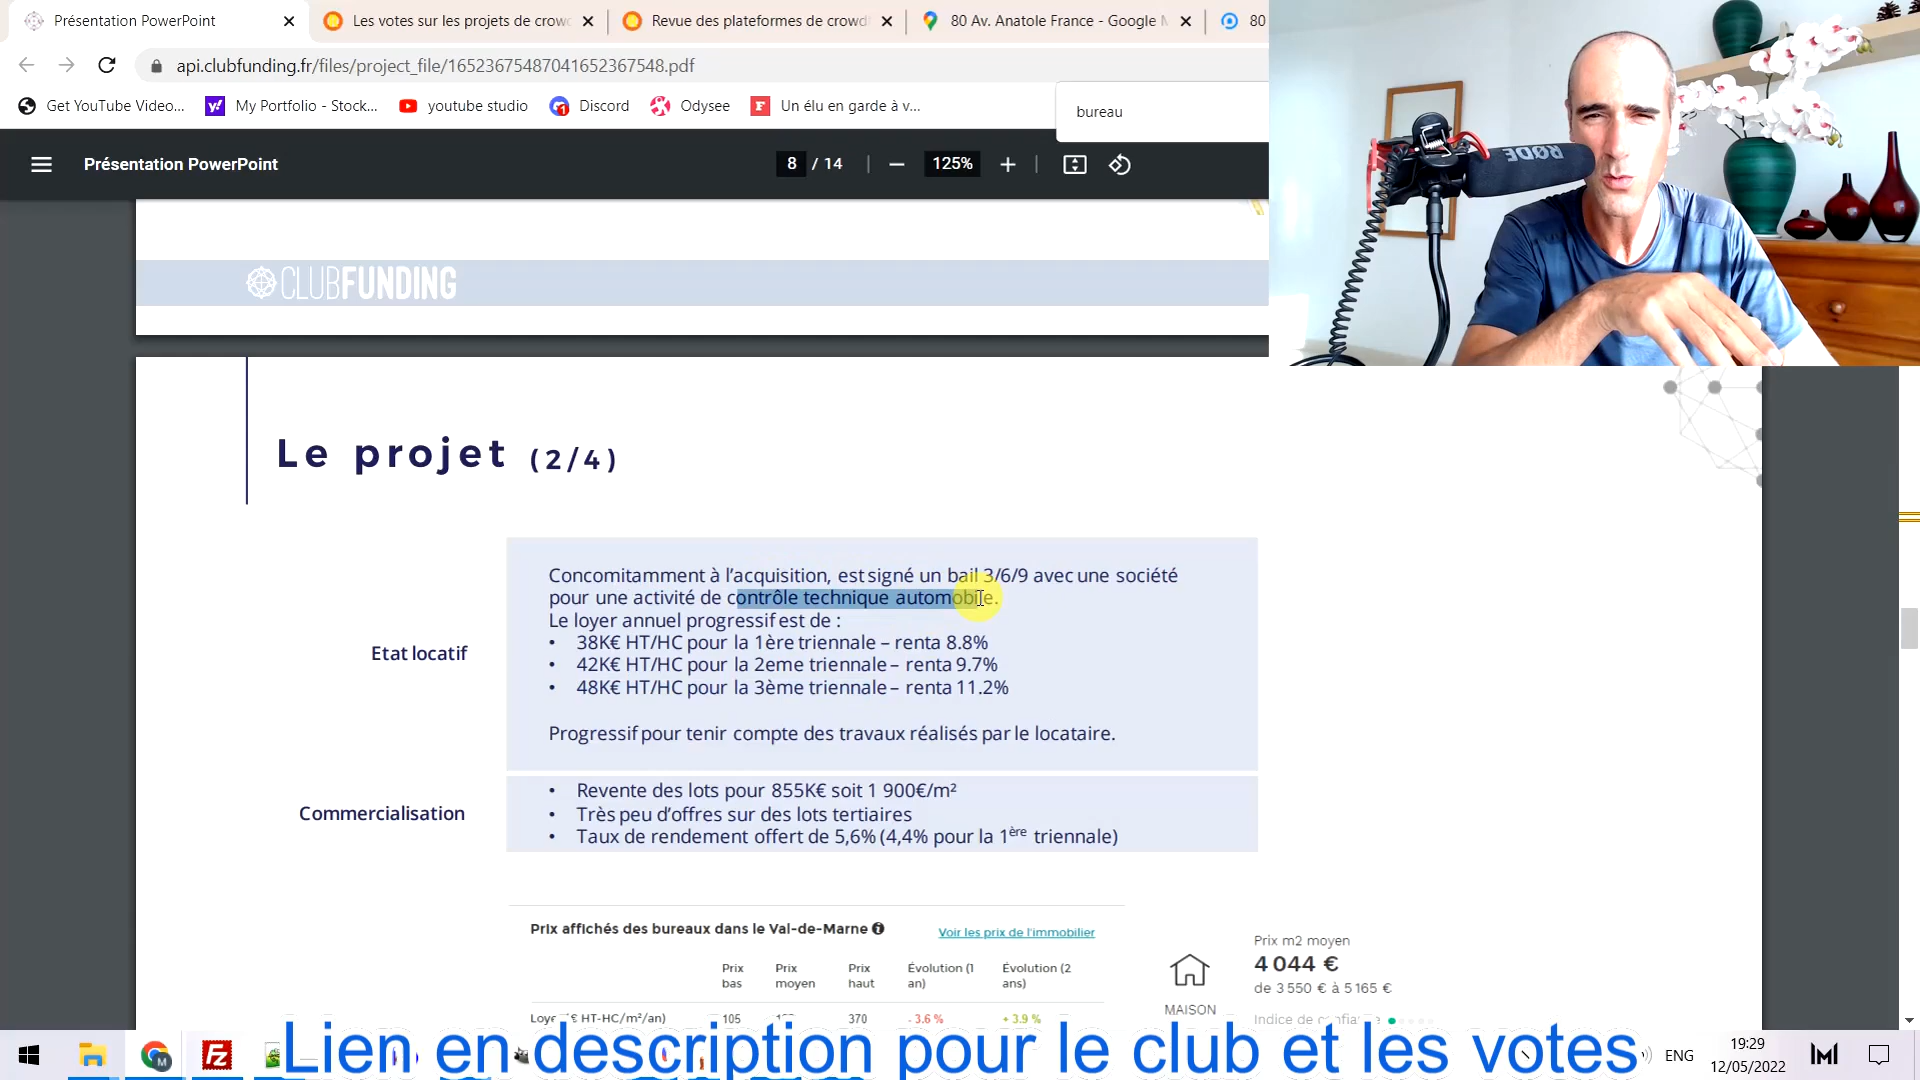 Présentation PowerPoint
Les votes sur les projets de crow
Revue des plateformes de crowd
80 Av. Anatole France - Google M
80
api.clubfunding.fr/files/project_file/16523675487041652367548.pdf
Get YouTube Video...
My Portfolio - Stock...
youtube studio
Discord
Odysee
Un élu en garde à v...
bureau
Présentation PowerPoint
8 / 14
125%
RØDE
CLUBFUNDING
Le projet (2/4)
Etat locatif
Concomitamment à l'acquisition, est signé un bail 3/6/9 avec une société
pour une activité de contrôle technique automobile.
Le loyer annuel progressif est de :
• 38K€ HT/HC pour la 1ère triennale – renta 8.8%
• 42K€ HT/HC pour la 2eme triennale – renta 9.7%
• 48K€ HT/HC pour la 3ème triennale – renta 11.2%
Progressif pour tenir compte des travaux réalisés par le locataire.
Commercialisation
• Revente des lots pour 855K€ soit 1 900€/m²
• Très peu d'offres sur des lots tertiaires
• Taux de rendement offert de 5,6% (4,4% pour la 1ère triennale)
Prix affichés des bureaux dans le Val-de-Marne
Voir les prix de l'immobilier
Prix bas
Prix moyen
Prix haut
Évolution (1 an)
Évolution (2 ans)
HT-HC/m²/an)
105
370
- 3.6 %
+ 3.9 %
MAISON
Prix m2 moyen
4 044 €
de 3 550 € à 5 165 €
Indice de
Lien en description pour le club et les votes
ENG
19:29
12/05/2022